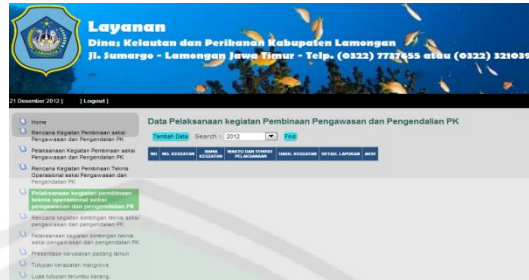 Layanan
Dinas Kelautan dan Perikanan Kabupaten Lamongan
Jl. Sumargo - Lamongan Jawa Timur - Telp. (0322) 7737655 atau (0322) 321039
21 Desember 2012 | [ Logout ]
Home
Rencana Kegiatan Pembinaan seksi
Pengawasan dan Pengendalian PK
Pelaksanaan Kegiatan Pembinaan seksi
Pengawasan dan Pengendalian PK
Rencana Kegiatan Pembinaan Teknis
Operasional seksi Pengawasan dan
Pengendalian PK
Pelaksanaan kegiatan pembinaan
teknis operasional seksi
pengawasan dan pengendalian PK
Rencana kegiatan bimbingan teknis seksi
pengawasan dan pengendalian PK
Pelaksanaan kegiatan bimbingan teknis
seksi pengawasan dan pengendalian PK
Presentase kerusakan padang lamun
Tutupan kerapatan mangrove
Luas tutupan terumbu karang
Data Pelaksanaan kegiatan Pembinaan Pengawasan dan Pengendalian PK
Tambah Data Search : 2012 Find
NO NO. KEGIATAN NAMA KEGIATAN WAKTU DAN TEMPAT PELAKSANAAN HASIL KEGIATAN DETAIL LAPORAN AKSI